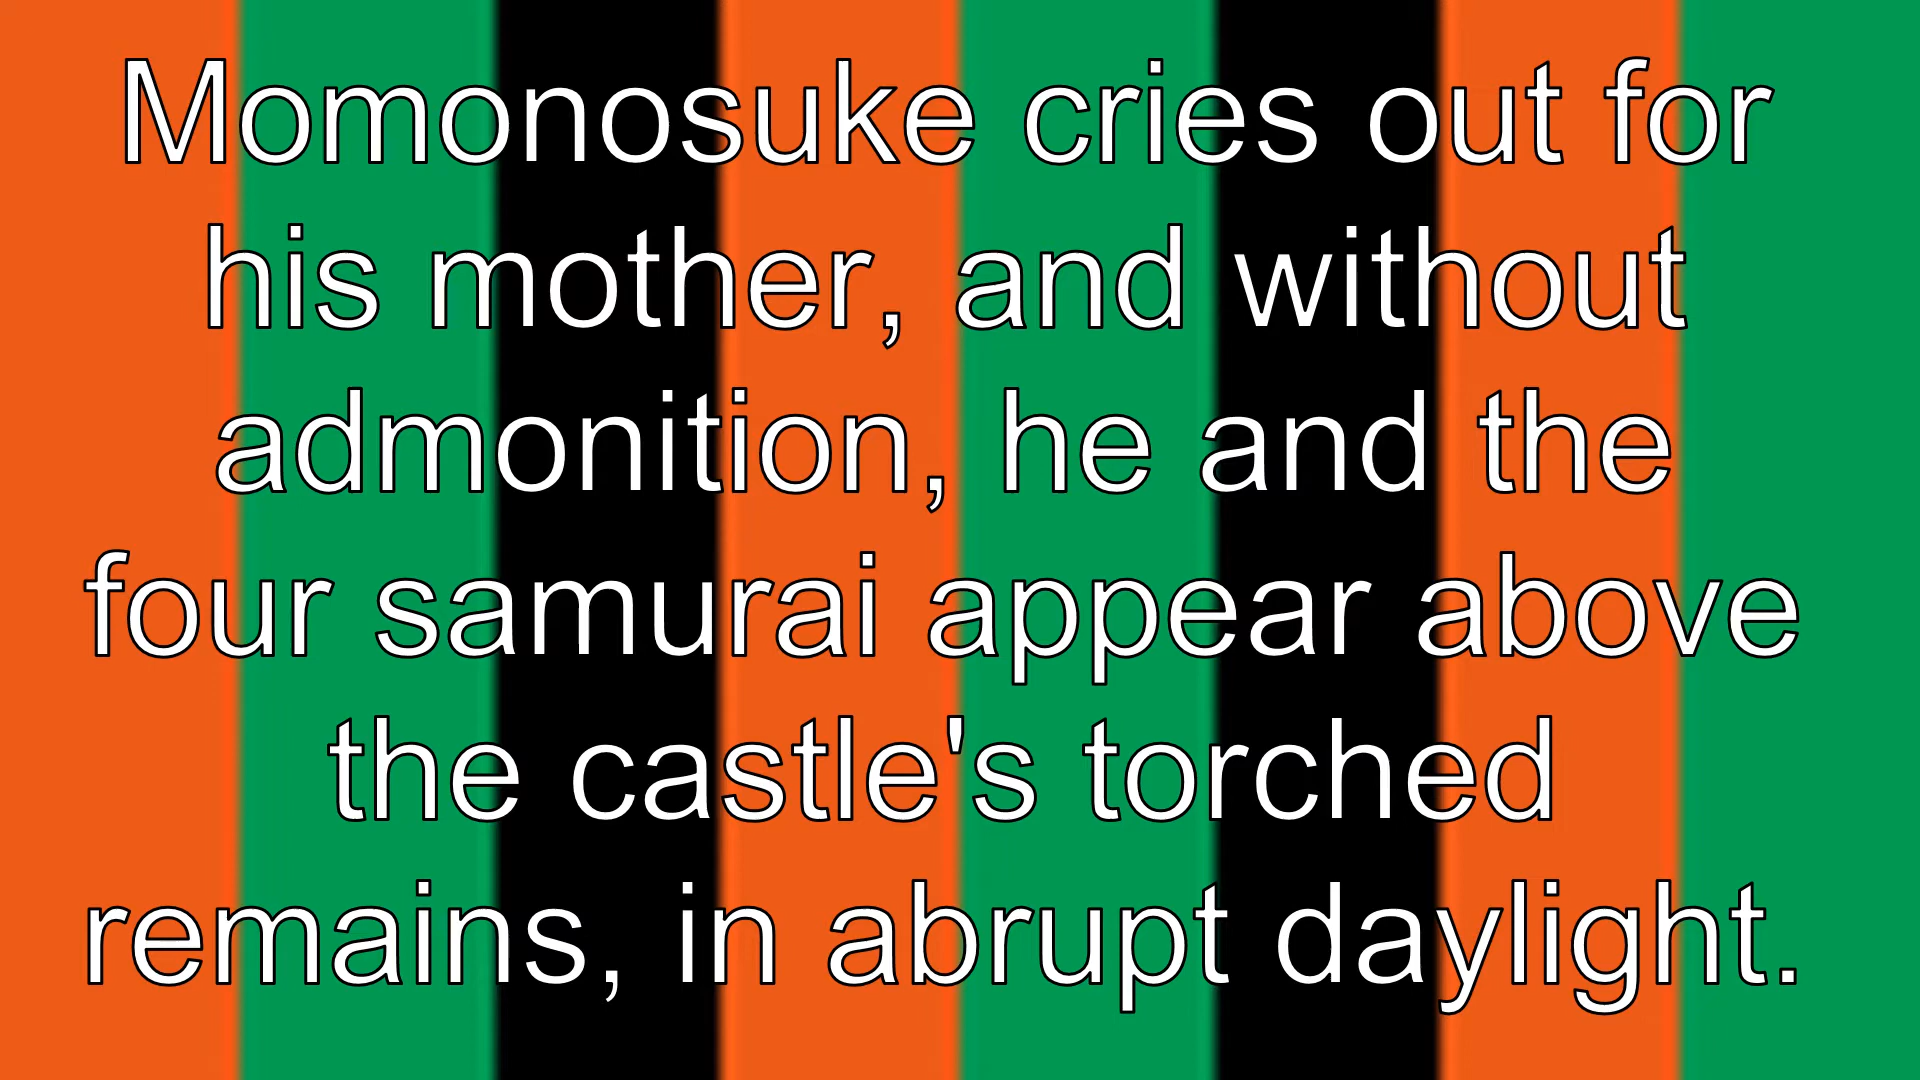 Momonosuke cries out for
his mother, and without
admonition, he and the
four samurai appear above
the castle's torched
remains, in abrupt daylight.